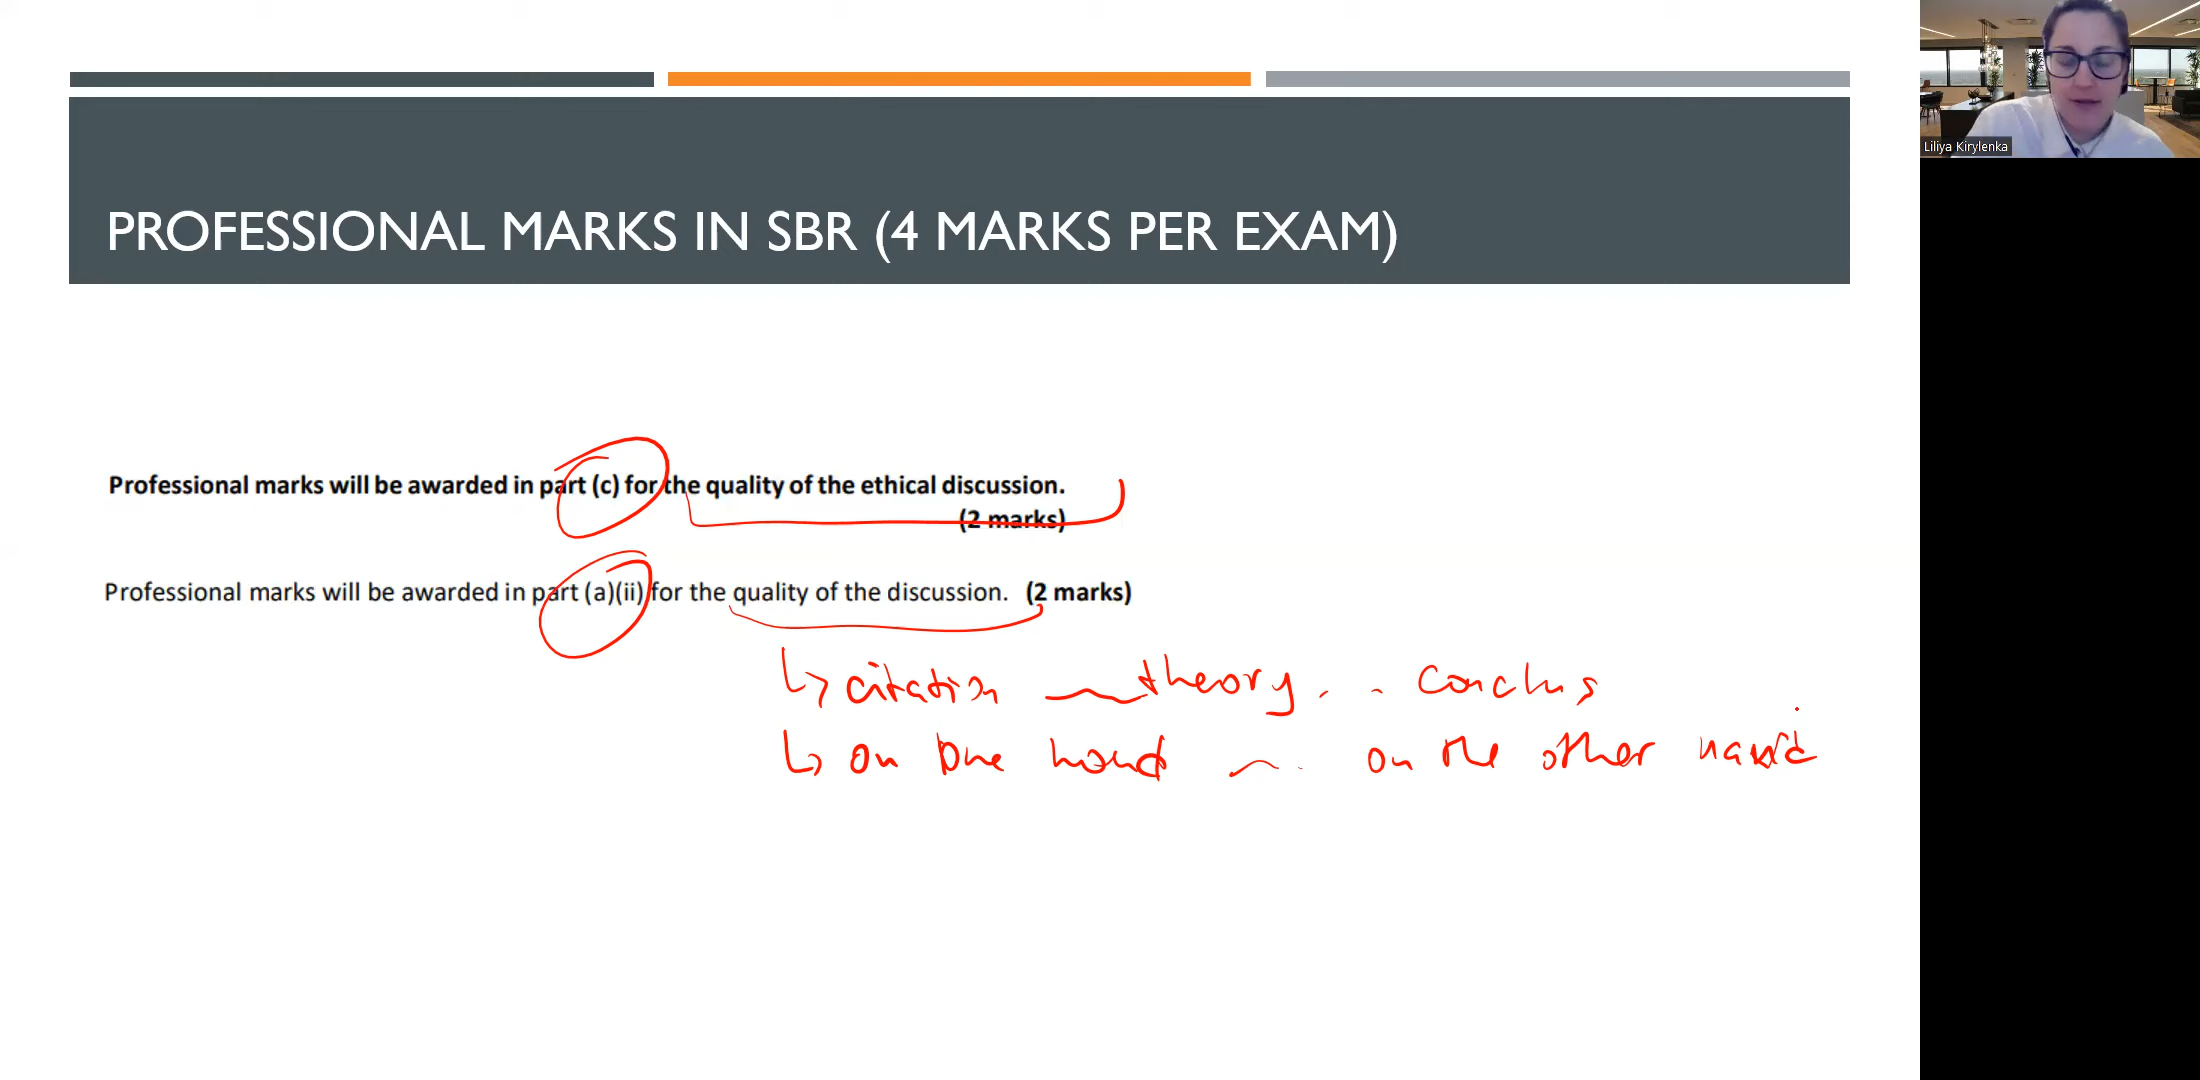 PROFESSIONAL MARKS IN SBR (4 MARKS PER EXAM)
Liliya Kirylenka
Professional marks will be awarded in part (c) for the quality of the ethical discussion.
(2 marks)
Professional marks will be awarded in part (a)(ii) for the quality of the discussion. (2 marks)
↳ citation theory . . conclus
↳ on one hand on the other hand